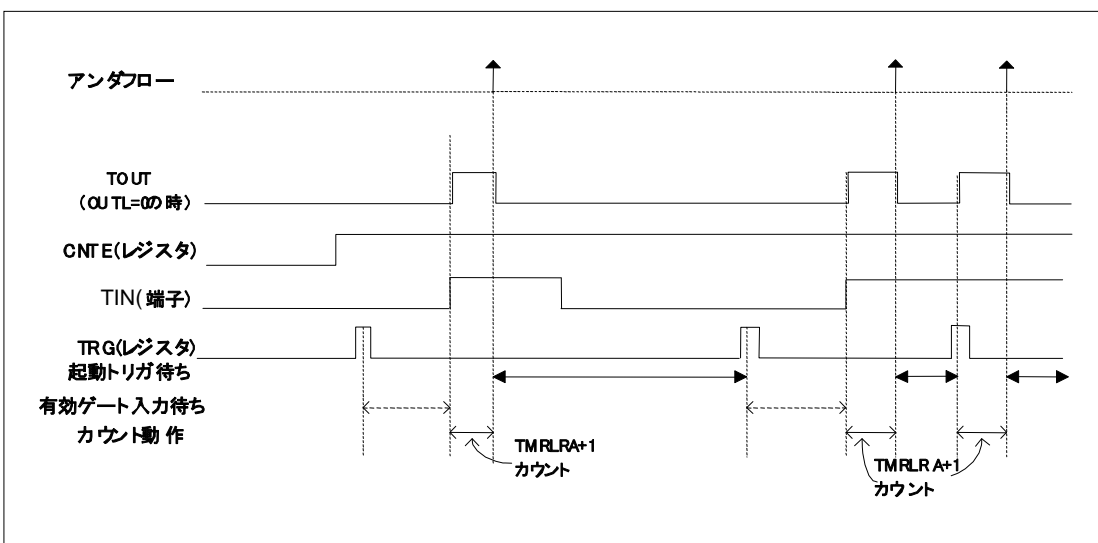 アンダフロー
TOUT
(OUTL=0の時)
CNTE(レジスタ)
TIN(端子)
TRG(レジスタ)
起動トリガ待ち
有効ゲート入力待ち
カウント動作
TMRLRA+1
カウント
TMRLRA+1
カウント